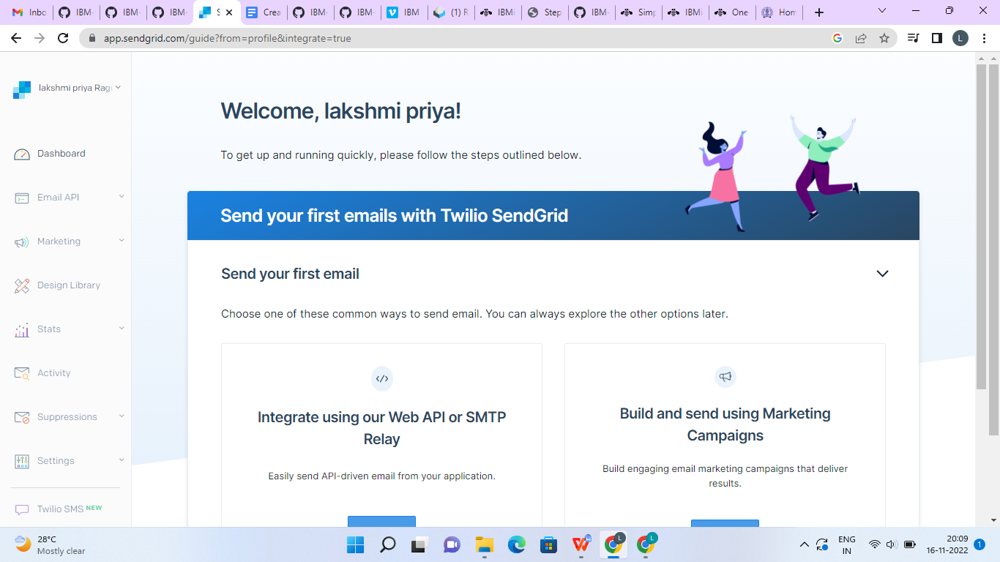 Inbo
IBM-
IBM-
IBM-
S
Crea
IBM-
IBM-
IBM
(1) R
IBMi
Step
IBM-
Simp
IBMi
One
Hom
app.sendgrid.com/guide?from=profile&integrate=true
L
lakshmi priya Rag
Dashboard
Email API
Marketing
Design Library
Stats
Activity
Suppressions
Settings
Twilio SMS NEW
Welcome, lakshmi priya!
To get up and running quickly, please follow the steps outlined below.
Send your first emails with Twilio SendGrid
Send your first email
Choose one of these common ways to send email. You can always explore the other options later.
Integrate using our Web API or SMTP
Relay
Easily send API-driven email from your application.
Build and send using Marketing
Campaigns
Build engaging email marketing campaigns that deliver
results.
28°C
Mostly clear
L
L
ENG
IN
20:09
16-11-2022
1